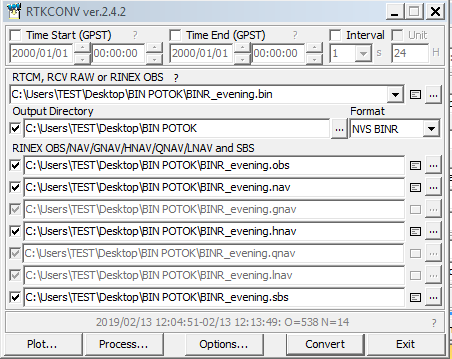 RTKCONV ver.2.4.2
Time Start (GPST) ? Time End (GPST) ? Interval Unit
2000/01/01 00:00:00 2000/01/01 00:00:00 1 s 24 H
RTCM, RCV RAW or RINEX OBS ?
C:\Users\TEST\Desktop\BIN POTOK\BINR_evening.bin ...
Output Directory Format
C:\Users\TEST\Desktop\BIN POTOK ... NVS BINR
RINEX OBS/NAV/GNAV/HNAV/QNAV/LNAV and SBS
C:\Users\TEST\Desktop\BIN POTOK\BINR_evening.obs ...
C:\Users\TEST\Desktop\BIN POTOK\BINR_evening.nav ...
C:\Users\TEST\Desktop\BIN POTOK\BINR_evening.gnav ...
C:\Users\TEST\Desktop\BIN POTOK\BINR_evening.hnav ...
C:\Users\TEST\Desktop\BIN POTOK\BINR_evening.qnav ...
C:\Users\TEST\Desktop\BIN POTOK\BINR_evening.lnav ...
C:\Users\TEST\Desktop\BIN POTOK\BINR_evening.sbs ...
2019/02/13 12:04:51-02/13 12:13:49: O=538 N=14 ?
Plot... Process... Options... Convert Exit